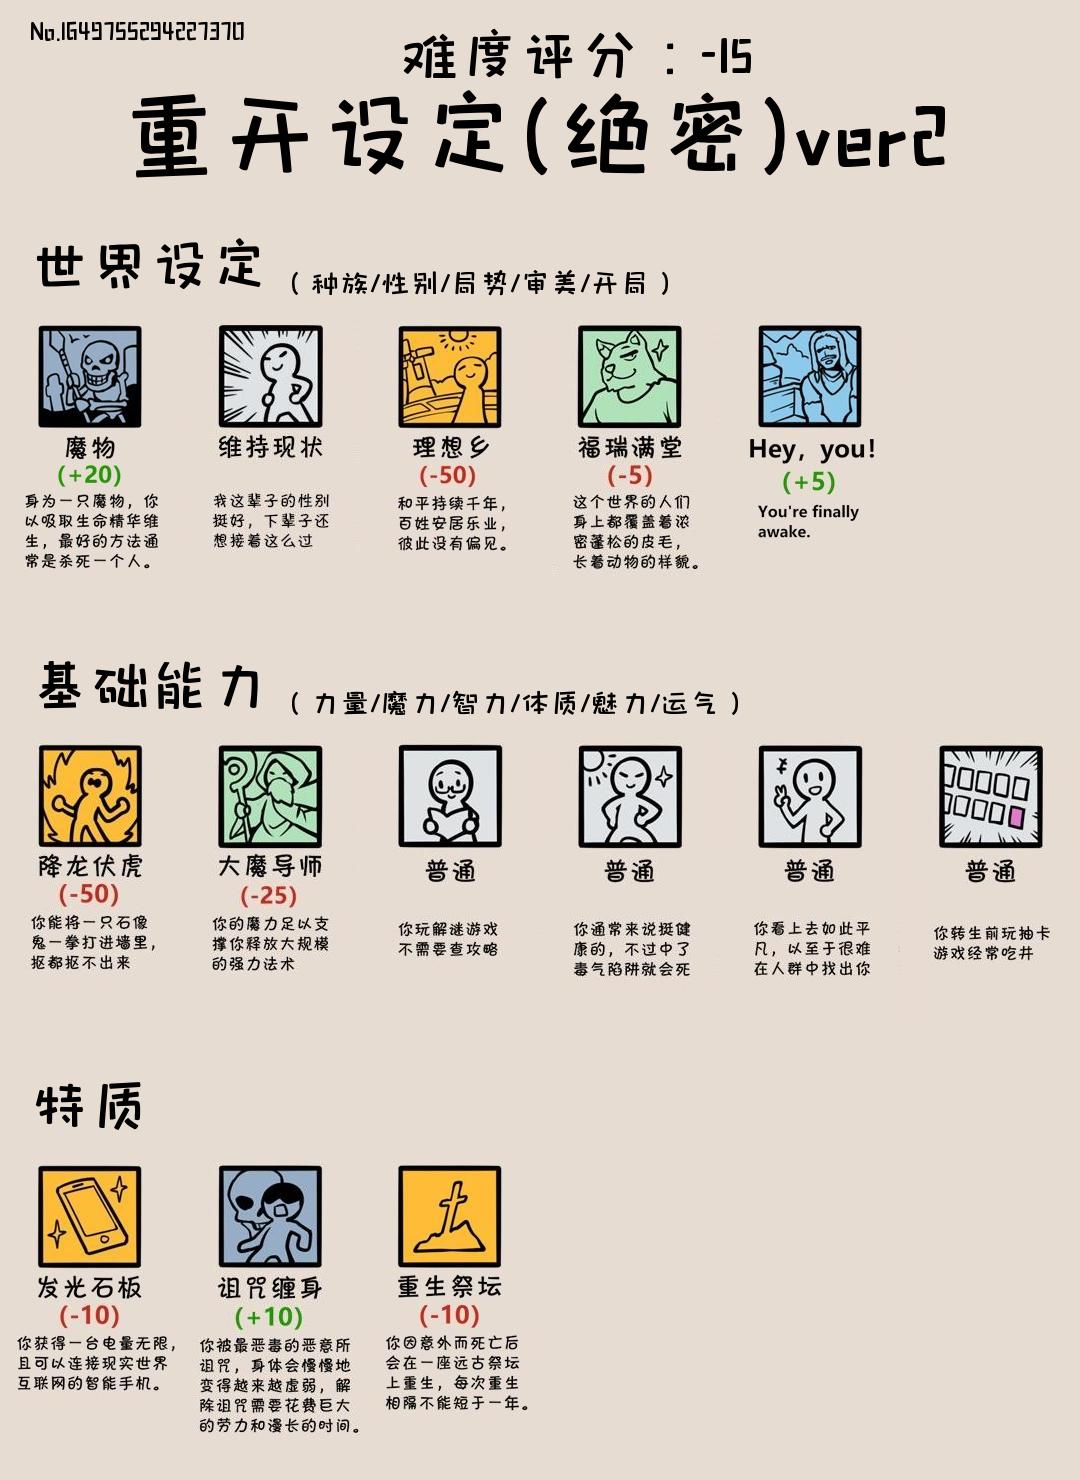 No.1649755294227370
难度评分：-15
重开设定(绝密)ver2
世界设定（种族/性别/局势/审美/开局）
魔物
(+20)
身为一只魔物，你
以吸取生命精华维
生，最好的方法通
常是杀死一个人。
维持现状
我这辈子的性别
挺好，下辈子还
想接着这么过
理想乡
(-50)
和平持续千年，
百姓安居乐业，
彼此没有偏见。
福瑞满堂
(-5)
这个世界的人们
身上都覆盖着浓
密蓬松的皮毛，
长着动物的样貌。
Hey, you!
(+5)
You're finally
awake.
基础能力（力量/魔力/智力/体质/魅力/运气）
降龙伏虎
(-50)
你能将一只石像
鬼一拳打进墙里，
抠都抠不出来
大魔导师
(-25)
你的魔力足以支
撑你释放大规模
的强力法术
普通
你玩解谜游戏
不需要查攻略
普通
你通常来说挺健
康的，不过中了
毒气陷阱就会死
普通
你看上去如此平
凡，以至于很难
在人群中找出你
普通
你转生前玩抽卡
游戏经常吃井
特质
发光石板
(-10)
你获得一台电量无限，
且可以连接现实世界
互联网的智能手机。
诅咒缠身
(+10)
你被最恶毒的恶意所
诅咒，身体会慢慢地
变得越来越虚弱，解
除诅咒需要花费巨大
的劳力和漫长的时间。
重生祭坛
(-10)
你因意外而死亡后
会在一座远古祭坛
上重生，每次重生
相隔不能短于一年。